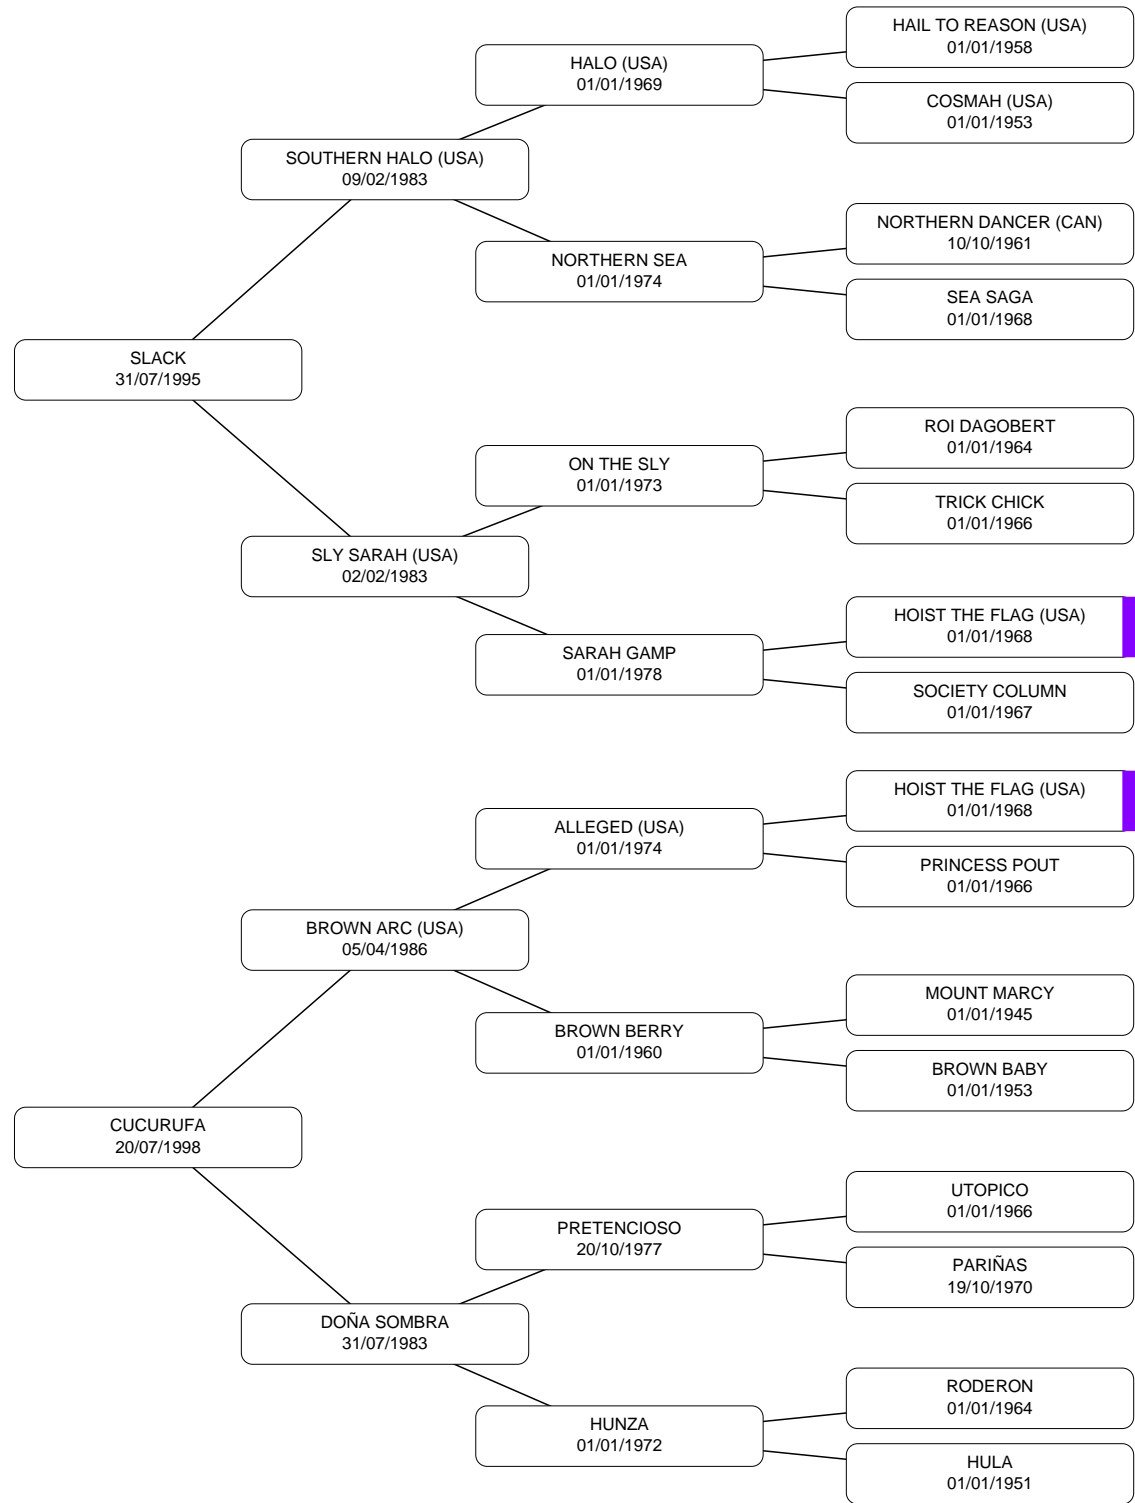 HAIL TO REASON (USA)
01/01/1958
HALO (USA)
01/01/1969
COSMAH (USA)
01/01/1953
SOUTHERN HALO (USA)
09/02/1983
NORTHERN DANCER (CAN)
10/10/1961
NORTHERN SEA
01/01/1974
SEA SAGA
01/01/1968
SLACK
31/07/1995
ROI DAGOBERT
01/01/1964
ON THE SLY
01/01/1973
TRICK CHICK
01/01/1966
SLY SARAH (USA)
02/02/1983
HOIST THE FLAG (USA)
01/01/1968
SARAH GAMP
01/01/1978
SOCIETY COLUMN
01/01/1967
HOIST THE FLAG (USA)
01/01/1968
ALLEGED (USA)
01/01/1974
PRINCESS POUT
01/01/1966
BROWN ARC (USA)
05/04/1986
MOUNT MARCY
01/01/1945
BROWN BERRY
01/01/1960
BROWN BABY
01/01/1953
CUCURUFA
20/07/1998
UTOPICO
01/01/1966
PRETENCIOSO
20/10/1977
PARIÑAS
19/10/1970
DOÑA SOMBRA
31/07/1983
RODERON
01/01/1964
HUNZA
01/01/1972
HULA
01/01/1951